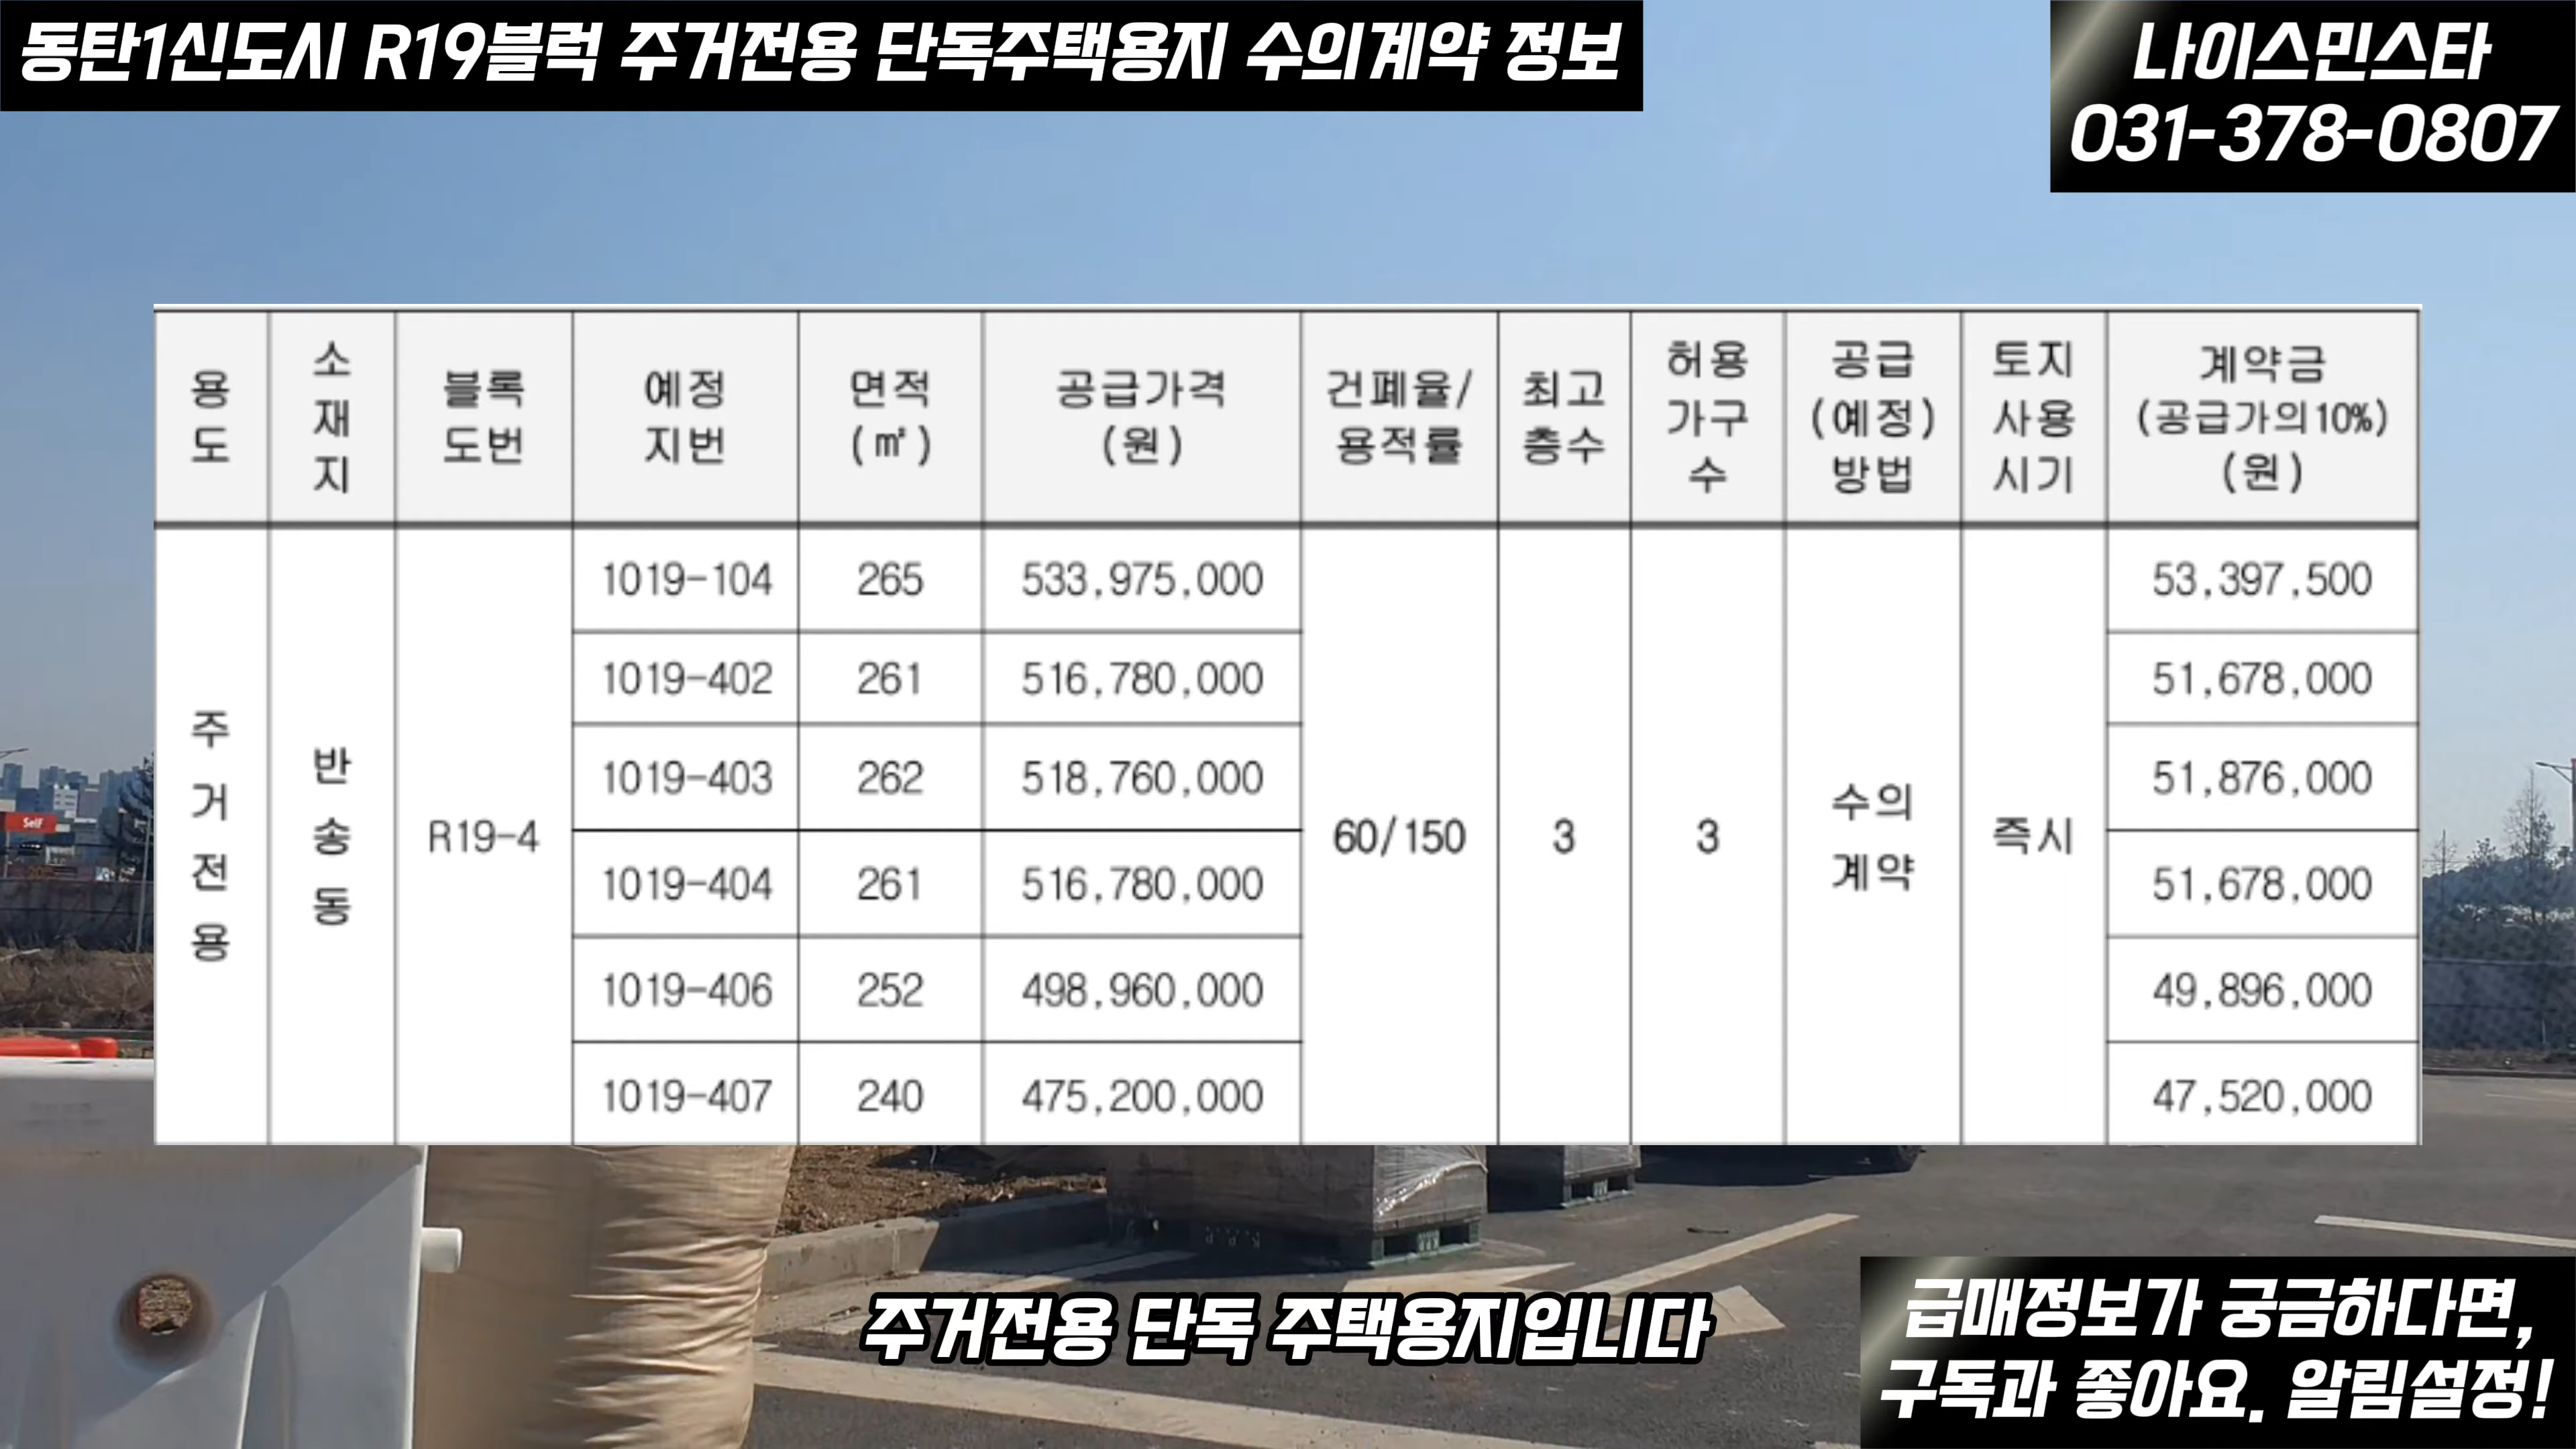 동탄1신도시 R19블럭 주거전용 단독주택용지 수의계약 정보
나이스민스타
031-378-0807
용도 소재지 블록도번 예정지번 면적(㎡) 공급가격(원) 건폐율/용적률 최고층수 허용가구수 공급(예정)방법 토지사용시기 계약금(공급가의10%)(원)
주거전용 반송동 R19-4 60/150 3 3 수의계약 즉시
1019-104 265 533,975,000 53,397,500
1019-402 261 516,780,000 51,678,000
1019-403 262 518,760,000 51,876,000
1019-404 261 516,780,000 51,678,000
1019-406 252 498,960,000 49,896,000
1019-407 240 475,200,000 47,520,000
Self
주거전용 단독 주택용지입니다
급매정보가 궁금하다면,
구독과 좋아요. 알림설정!